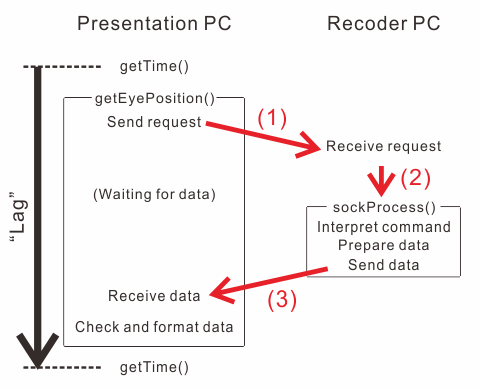 Presentation PC
Recoder PC
getTime()
getEyePosition()
Send request
(1)
Receive request
(2)
(Waiting for data)
sockProcess()
Interpret command
Prepare data
Send data
"Lag"
(3)
Receive data
Check and format data
getTime()